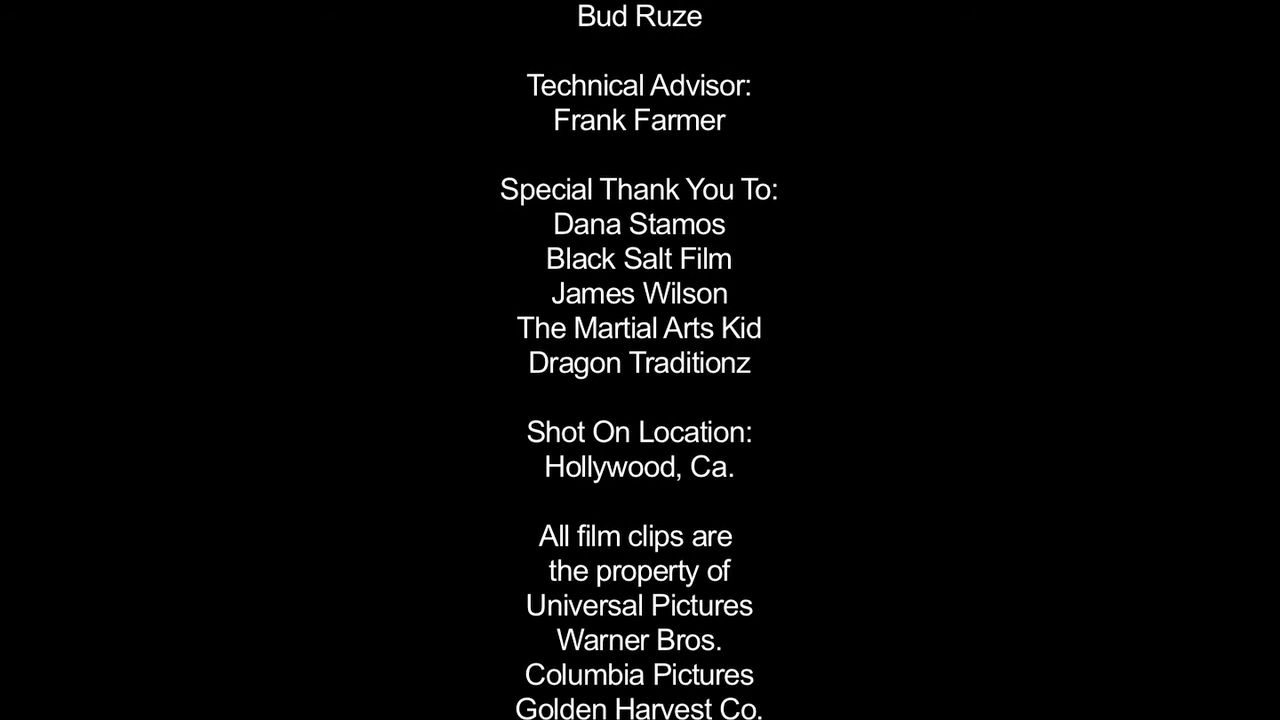 Bud Ruze
Technical Advisor:
Frank Farmer
Special Thank You To:
Dana Stamos
Black Salt Film
James Wilson
The Martial Arts Kid
Dragon Traditionz
Shot On Location:
Hollywood, Ca.
All film clips are
the property of
Universal Pictures
Warner Bros.
Columbia Pictures
Golden Harvest Co.